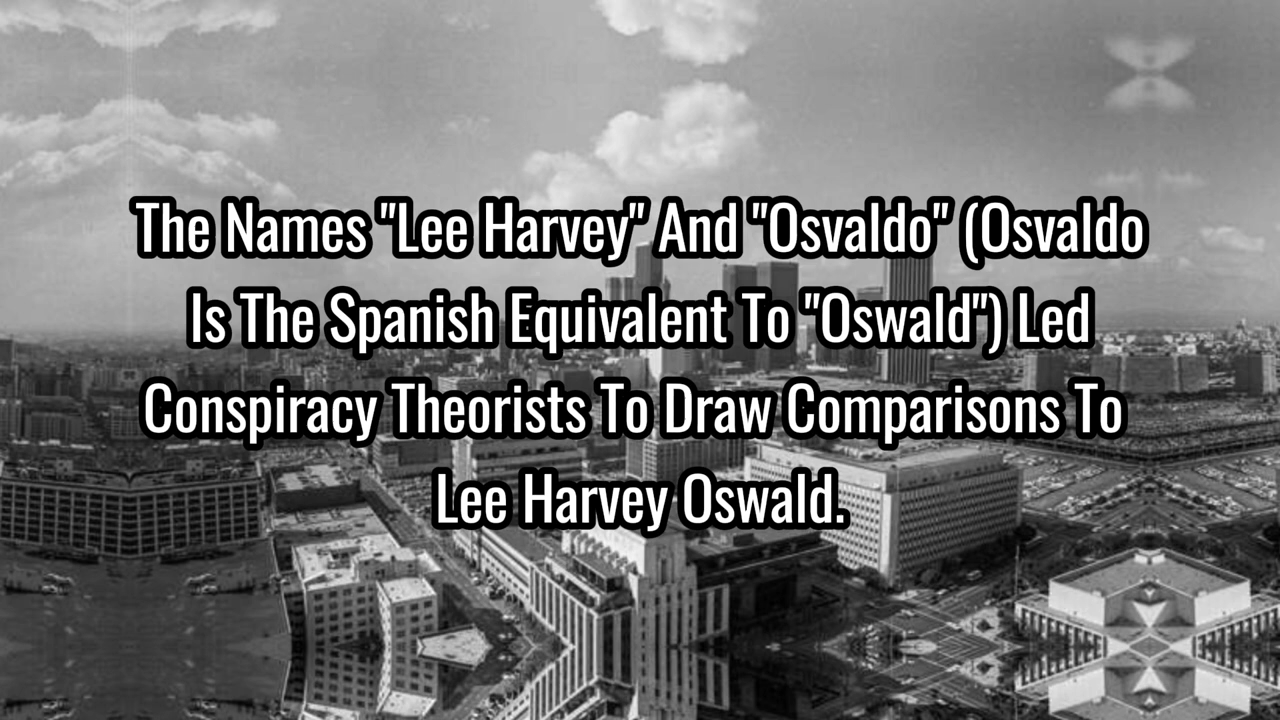 The Names "Lee Harvey" And "Osvaldo" (Osvaldo
Is The Spanish Equivalent To "Oswald") Led
Conspiracy Theorists To Draw Comparisons To
Lee Harvey Oswald.